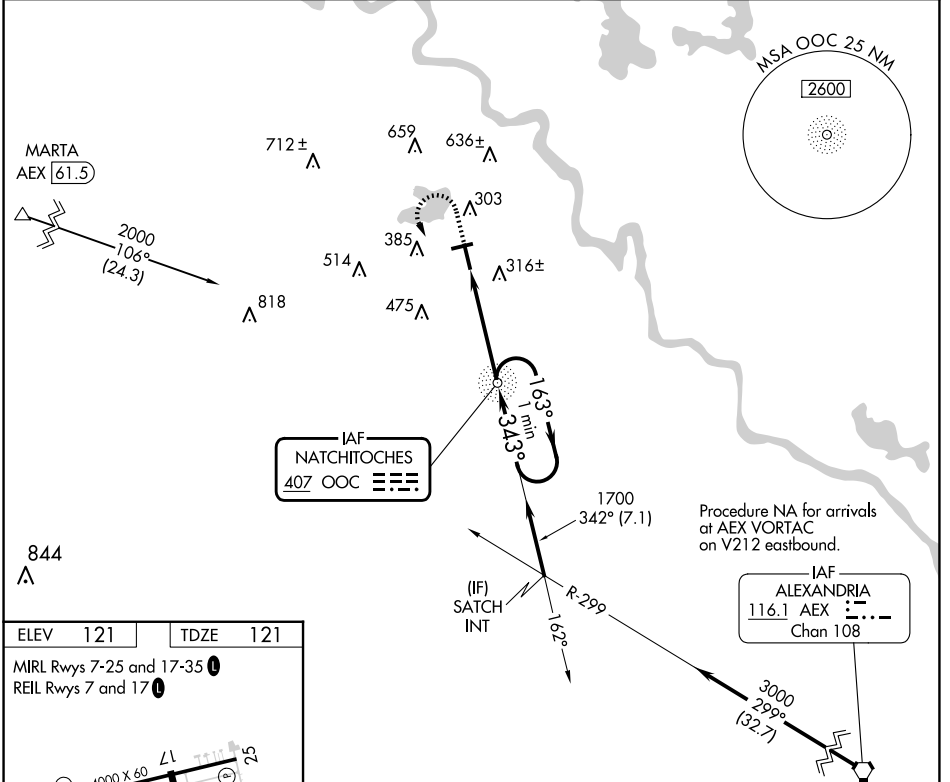 MSA OOC 25 NM
2600
MARTA
AEX 61.5
712 ±
659
636±
303
385
514
316±
475
818
2000
106°
(24.3)
163°
1 min
343°
IAF
NATCHITOCHES
407 OOC
1700
342° (7.1)
Procedure NA for arrivals
at AEX VORTAC
on V212 eastbound.
844
(IF)
SATCH
INT
R-299
162°
IAF
ALEXANDRIA
116.1 AEX
Chan 108
3000
299°
(32.7)
ELEV 121
TDZE 121
MIRL Rwys 7-25 and 17-35 L
REIL Rwys 7 and 17 L
17
25
4000 X 60
P